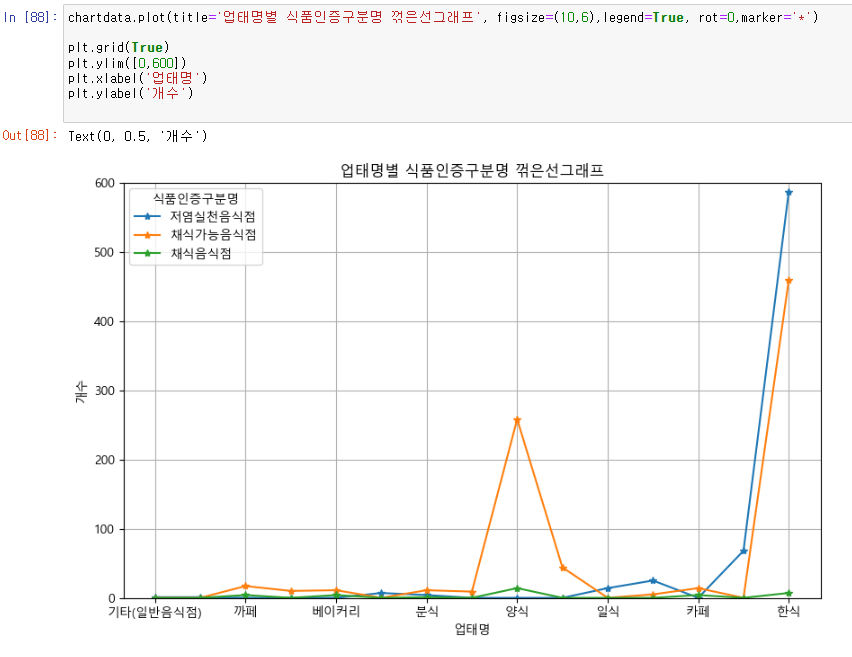 In [88]: chartdata.plot(title='업태명별 식품인증구분명 꺾은선그래프', figsize=(10,6),legend=True, rot=0,marker='*')
plt.grid(True)
plt.ylim([0,600])
plt.xlabel('업태명')
plt.ylabel('개수')
Out[88]: Text(0, 0.5, '개수')
업태명별 식품인증구분명 꺾은선그래프
식품인증구분명
저염실천음식점
채식가능음식점
채식음식점
600
500
400
300
200
100
0
개수
기타(일반음식점) 까페 베이커리 분식 양식 일식 카페 한식
업태명